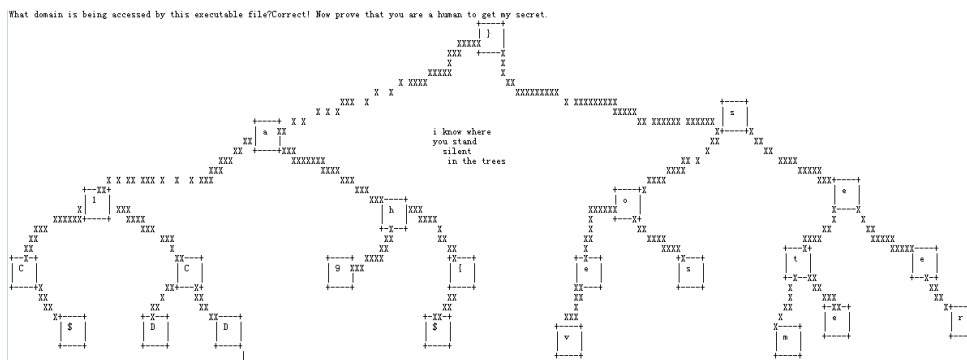 What domain is being accessed by this executable file?Correct! Now prove that you are a human to get my secret.
}
s
a
i know where
you stand
silent
in the trees
l h o e
C C 9 { e s t e
$ D D $ v m e r